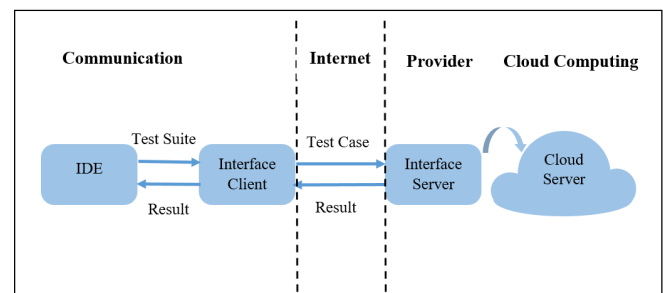 Communication
Internet
Provider
Cloud Computing
Test Suite
Test Case
IDE
Interface
Client
Interface
Server
Cloud
Server
Result
Result